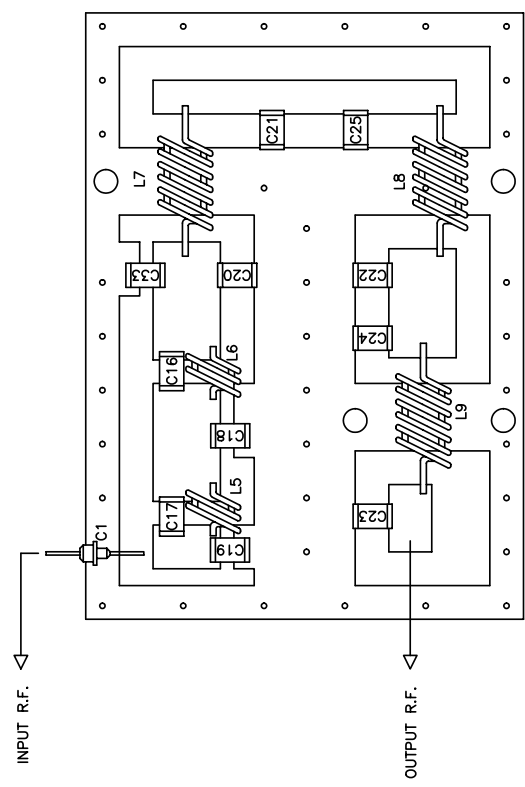 C21
C25
L7
L8
C33
C20
C22
C24
C16
L6
C18
L9
C17
L5
C23
C1
C19
INPUT R.F.
OUTPUT R.F.